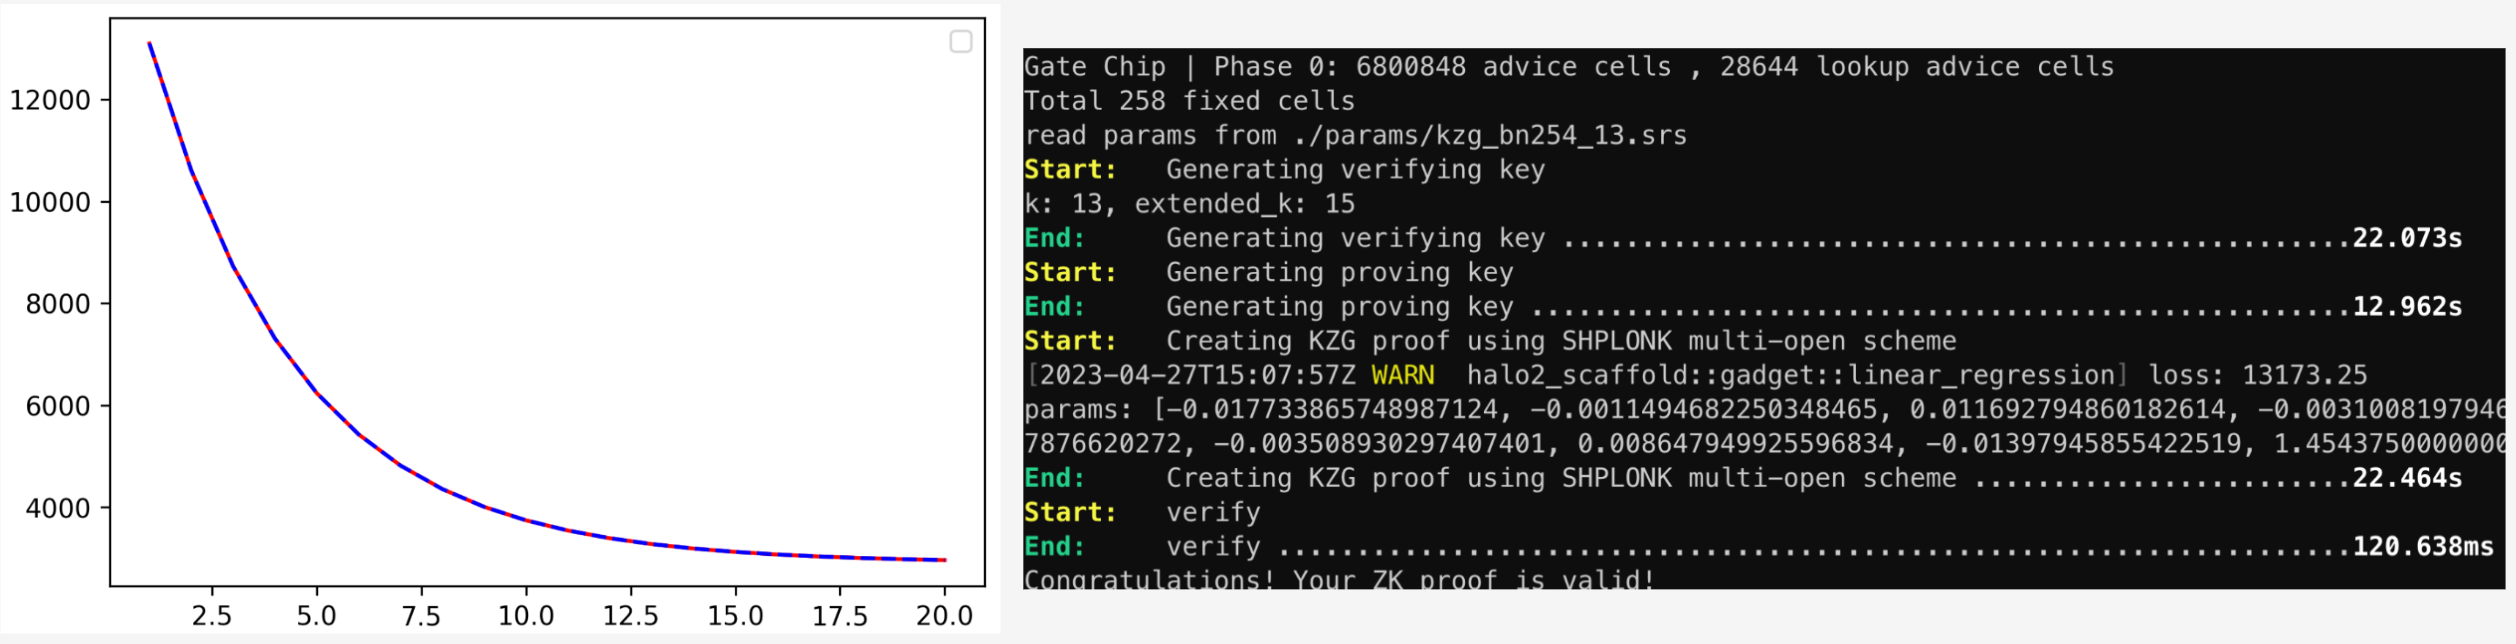 12000
10000
8000
6000
4000
2.5 5.0 7.5 10.0 12.5 15.0 17.5 20.0
Gate Chip | Phase 0: 6800848 advice cells , 28644 lookup advice cells
Total 258 fixed cells
read params from ./params/kzg_bn254_13.srs
Start: Generating verifying key
k: 13, extended_k: 15
End: Generating verifying key ..................................................22.073s
Start: Generating proving key
End: Generating proving key ....................................................12.962s
Start: Creating KZG proof using SHPLONK multi-open scheme
[2023-04-27T15:07:57Z WARN halo2_scaffold::gadget::linear_regression] loss: 13173.25
params: [-0.017733865748987124, -0.0011494682250348465, 0.011692794860182614, -0.0031008197946
7876620272, -0.003508930297407401, 0.008647949925596834, -0.01397945855422519, 1.4543750000000
End: Creating KZG proof using SHPLONK multi-open scheme ........................22.464s
Start: verify
End: verify ....................................................................120.638ms
Congratulations! Your ZK proof is valid!